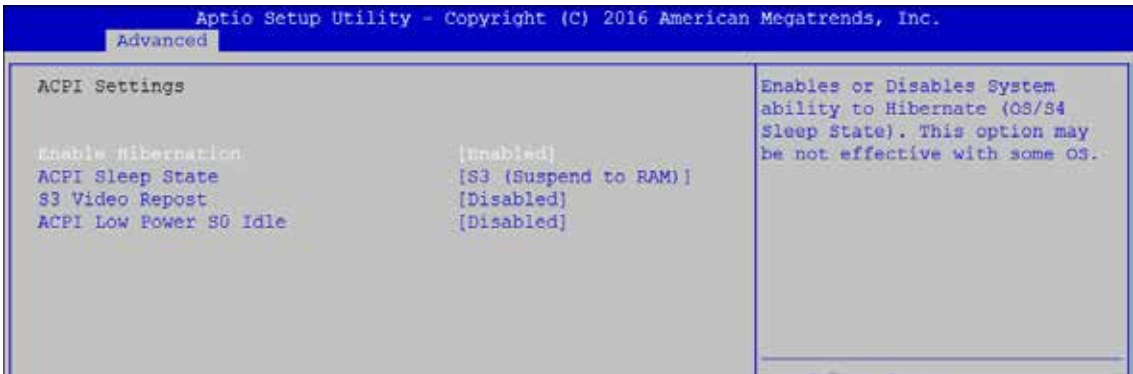 Aptio Setup Utility - Copyright (C) 2016 American Megatrends, Inc.
Advanced
ACPI Settings
Enable Hibernation [Enabled]
ACPI Sleep State [S3 (Suspend to RAM)]
S3 Video Repost [Disabled]
ACPI Low Power S0 Idle [Disabled]
Enables or Disables System
ability to Hibernate (OS/S4
Sleep State). This option may
be not effective with some OS.